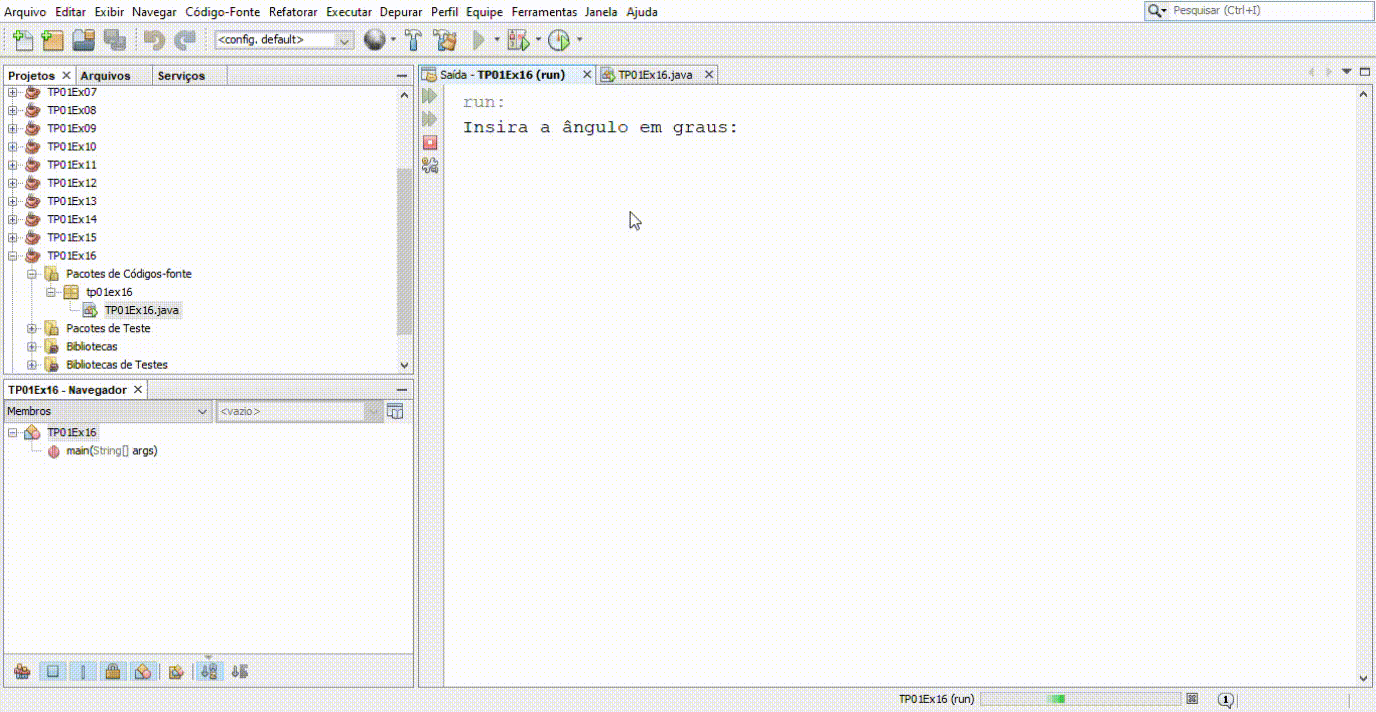 Arquivo Editar Exibir Navegar Código-Fonte Refatorar Executar Depurar Perfil Equipe Ferramentas Janela Ajuda
Pesquisar (Ctrl+I)
<config. default>
Projetos Arquivos Serviços
TP01Ex07
TP01Ex08
TP01Ex09
TP01Ex10
TP01Ex11
TP01Ex12
TP01Ex13
TP01Ex14
TP01Ex15
TP01Ex16
Pacotes de Códigos-fonte
tp01ex16
TP01Ex16.java
Pacotes de Teste
Bibliotecas
Bibliotecas de Testes
TP01Ex16 - Navegador
Membros
<vazio>
TP01Ex16
main(String[] args)
Saída - TP01Ex16 (run)
TP01Ex16.java
run:
Insira a ângulo em graus:
TP01Ex16 (run)
1